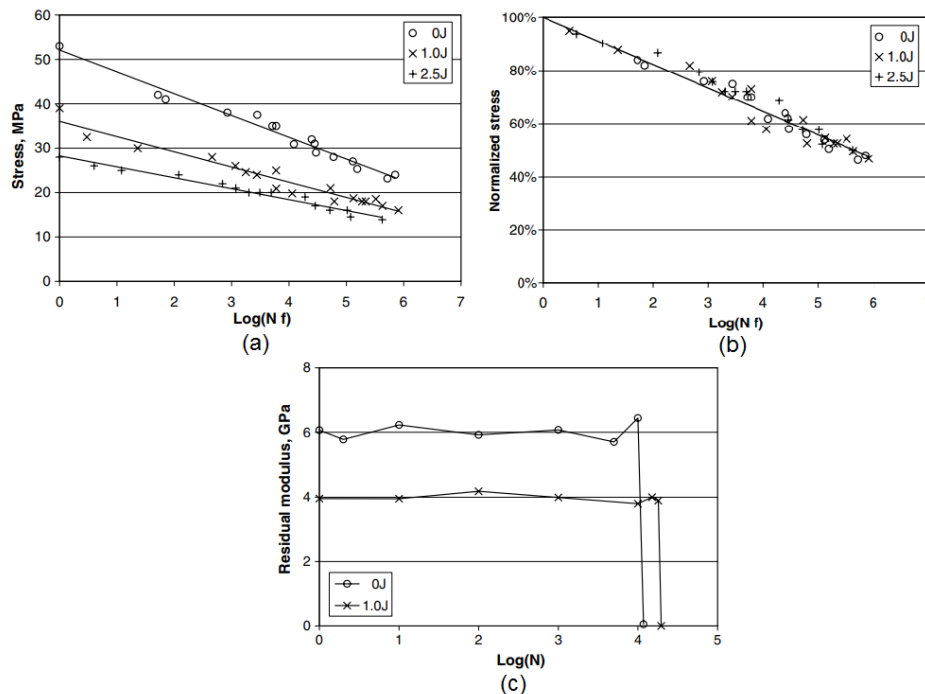 60
50
40
30
20
10
0
Stress, MPa
0J
1.0J
2.5J
0 1 2 3 4 5 6 7
Log(N f)
(a)
100%
80%
60%
40%
20%
0%
Normalized stress
0J
1.0J
2.5J
0 1 2 3 4 5 6
Log(N f)
(b)
8
6
4
2
0
Residual modulus, GPa
0J
1.0J
0 1 2 3 4 5
Log(N)
(c)